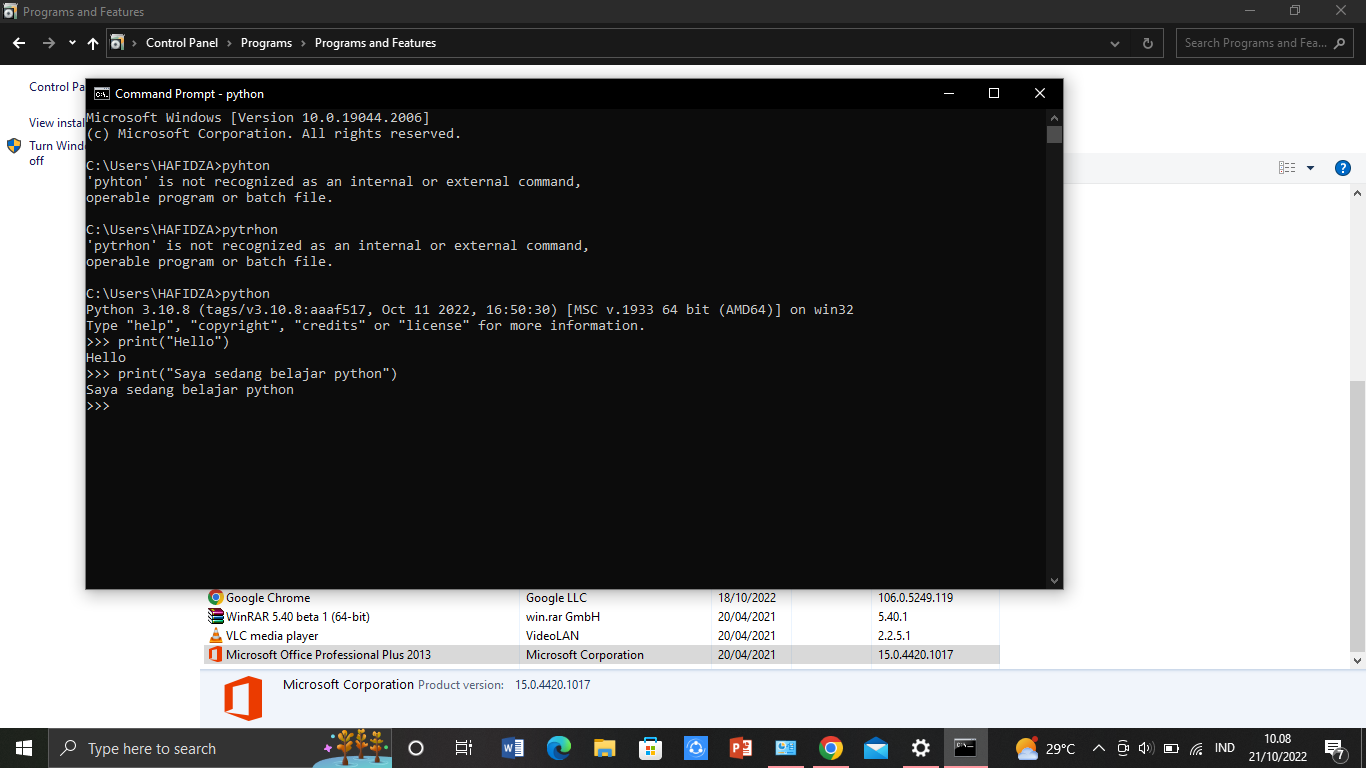 Programs and Features
Control Panel Programs Programs and Features
Search Programs and Fea...
Control Pa
View instal
Turn Wind
off
Command Prompt - python
Microsoft Windows [Version 10.0.19044.2006]
(c) Microsoft Corporation. All rights reserved.
C:\Users\HAFIDZA>pyhton
'pyhton' is not recognized as an internal or external command,
operable program or batch file.
C:\Users\HAFIDZA>pytrhon
'pytrhon' is not recognized as an internal or external command,
operable program or batch file.
C:\Users\HAFIDZA>python
Python 3.10.8 (tags/v3.10.8:aaaf517, Oct 11 2022, 16:50:30) [MSC v.1933 64 bit (AMD64)] on win32
Type "help", "copyright", "credits" or "license" for more information.
>>> print("Hello")
Hello
>>> print("Saya sedang belajar python")
Saya sedang belajar python
>>>
Google Chrome Google LLC 18/10/2022 106.0.5249.119
WinRAR 5.40 beta 1 (64-bit) win.rar GmbH 20/04/2021 5.40.1
VLC media player VideoLAN 20/04/2021 2.2.5.1
Microsoft Office Professional Plus 2013 Microsoft Corporation 20/04/2021 15.0.4420.1017
Microsoft Corporation Product version: 15.0.4420.1017
Type here to search
29°C
IND
10.08
21/10/2022
7